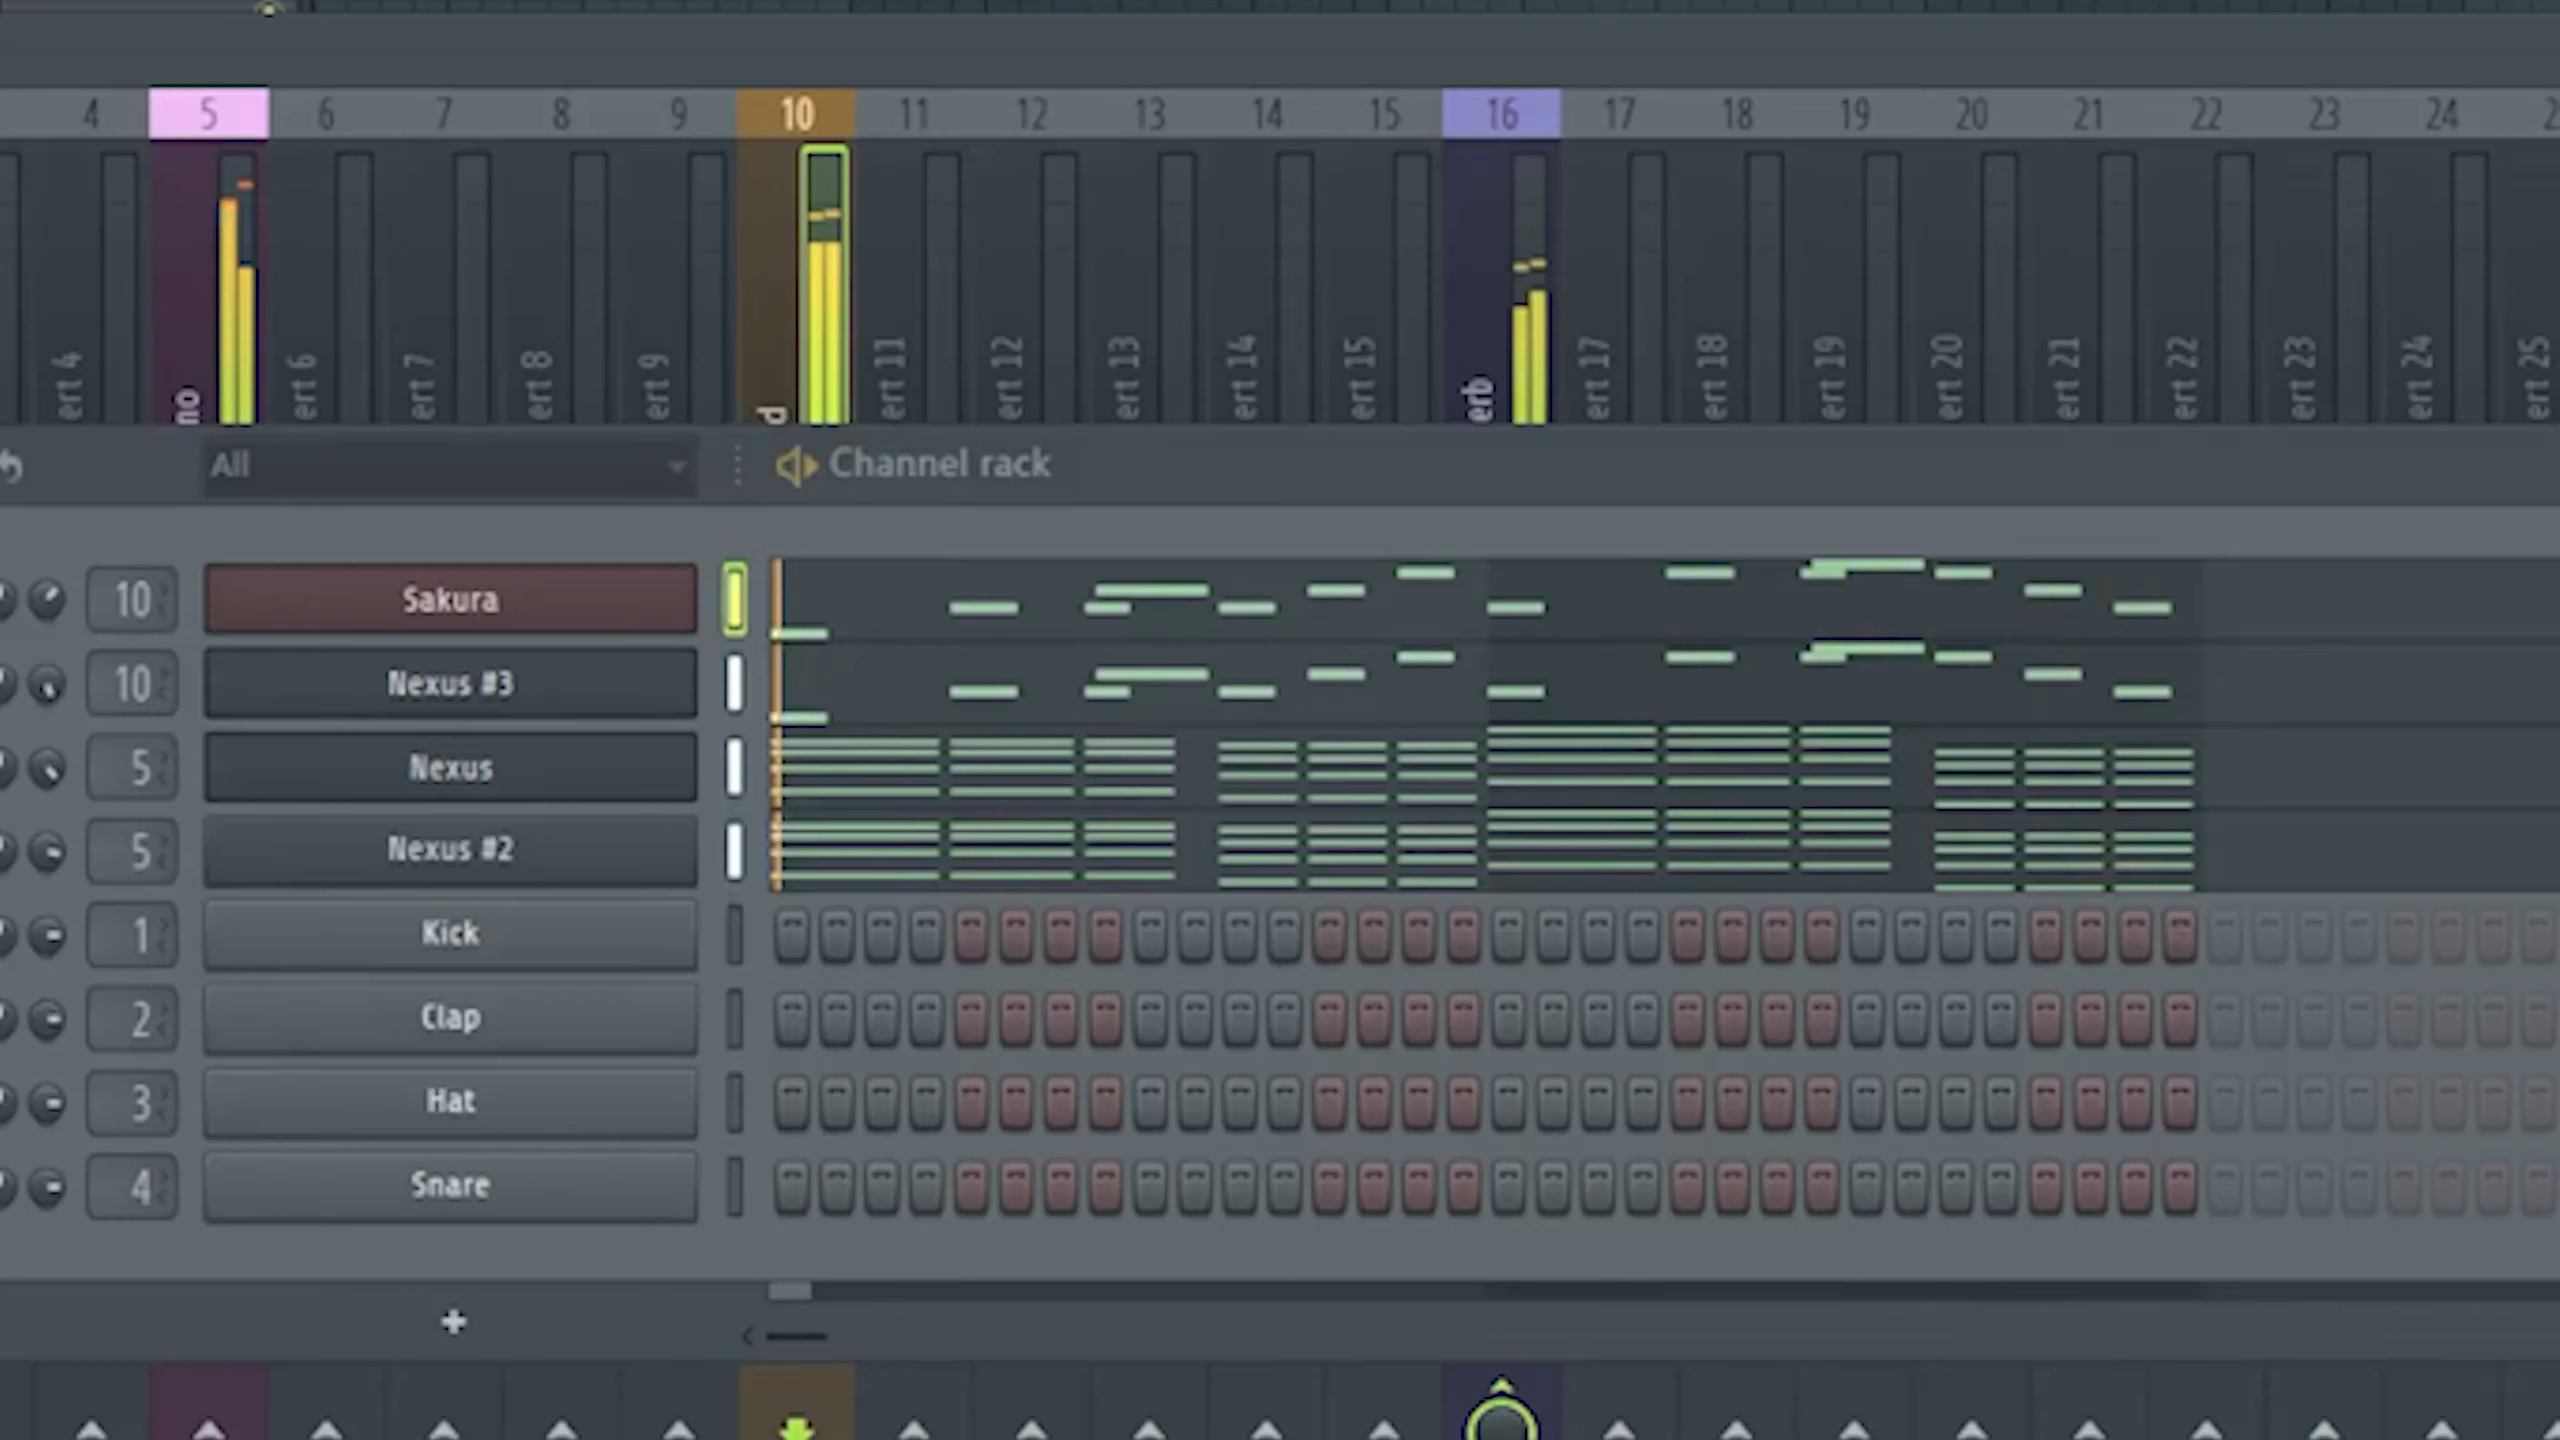 4 5 6 7 8 9 10 11 12 13 14 15 16 17 18 19 20 21 22 23 24
ert 4 no ert 6 ert 7 ert 8 ert 9 d ert 11 ert 12 ert 13 ert 14 ert 15 erb ert 17 ert 18 ert 19 ert 20 ert 21 ert 22 ert 23 ert 24 ert 25
All Channel rack
10 Sakura
10 Nexus #3
5 Nexus
5 Nexus #2
1 Kick
2 Clap
3 Hat
4 Snare